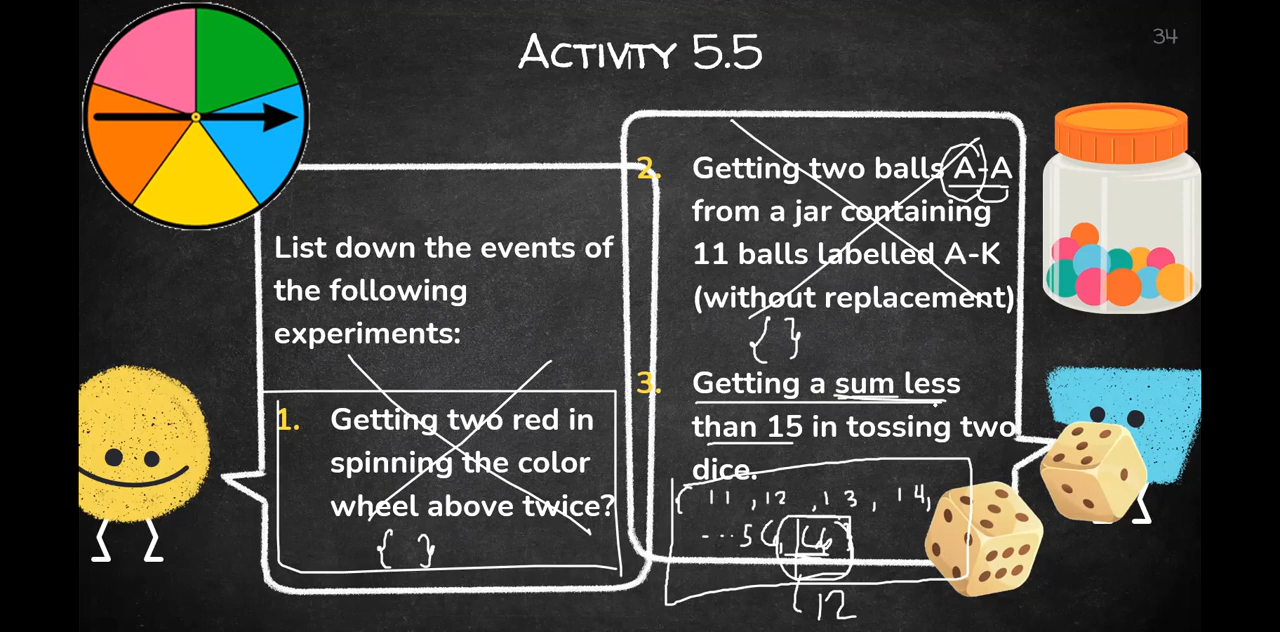 Activity 5.5
34
List down the events of
the following
experiments:
1. Getting two red in
spinning the color
wheel above twice?
{ }
2. Getting two balls A-A
from a jar containing
11 balls labelled A-K
(without replacement)
{ }
3. Getting a sum less
than 15 in tossing two
dice.
{ 11 , 12 , 13 , 14,
... 56, 66 }
12